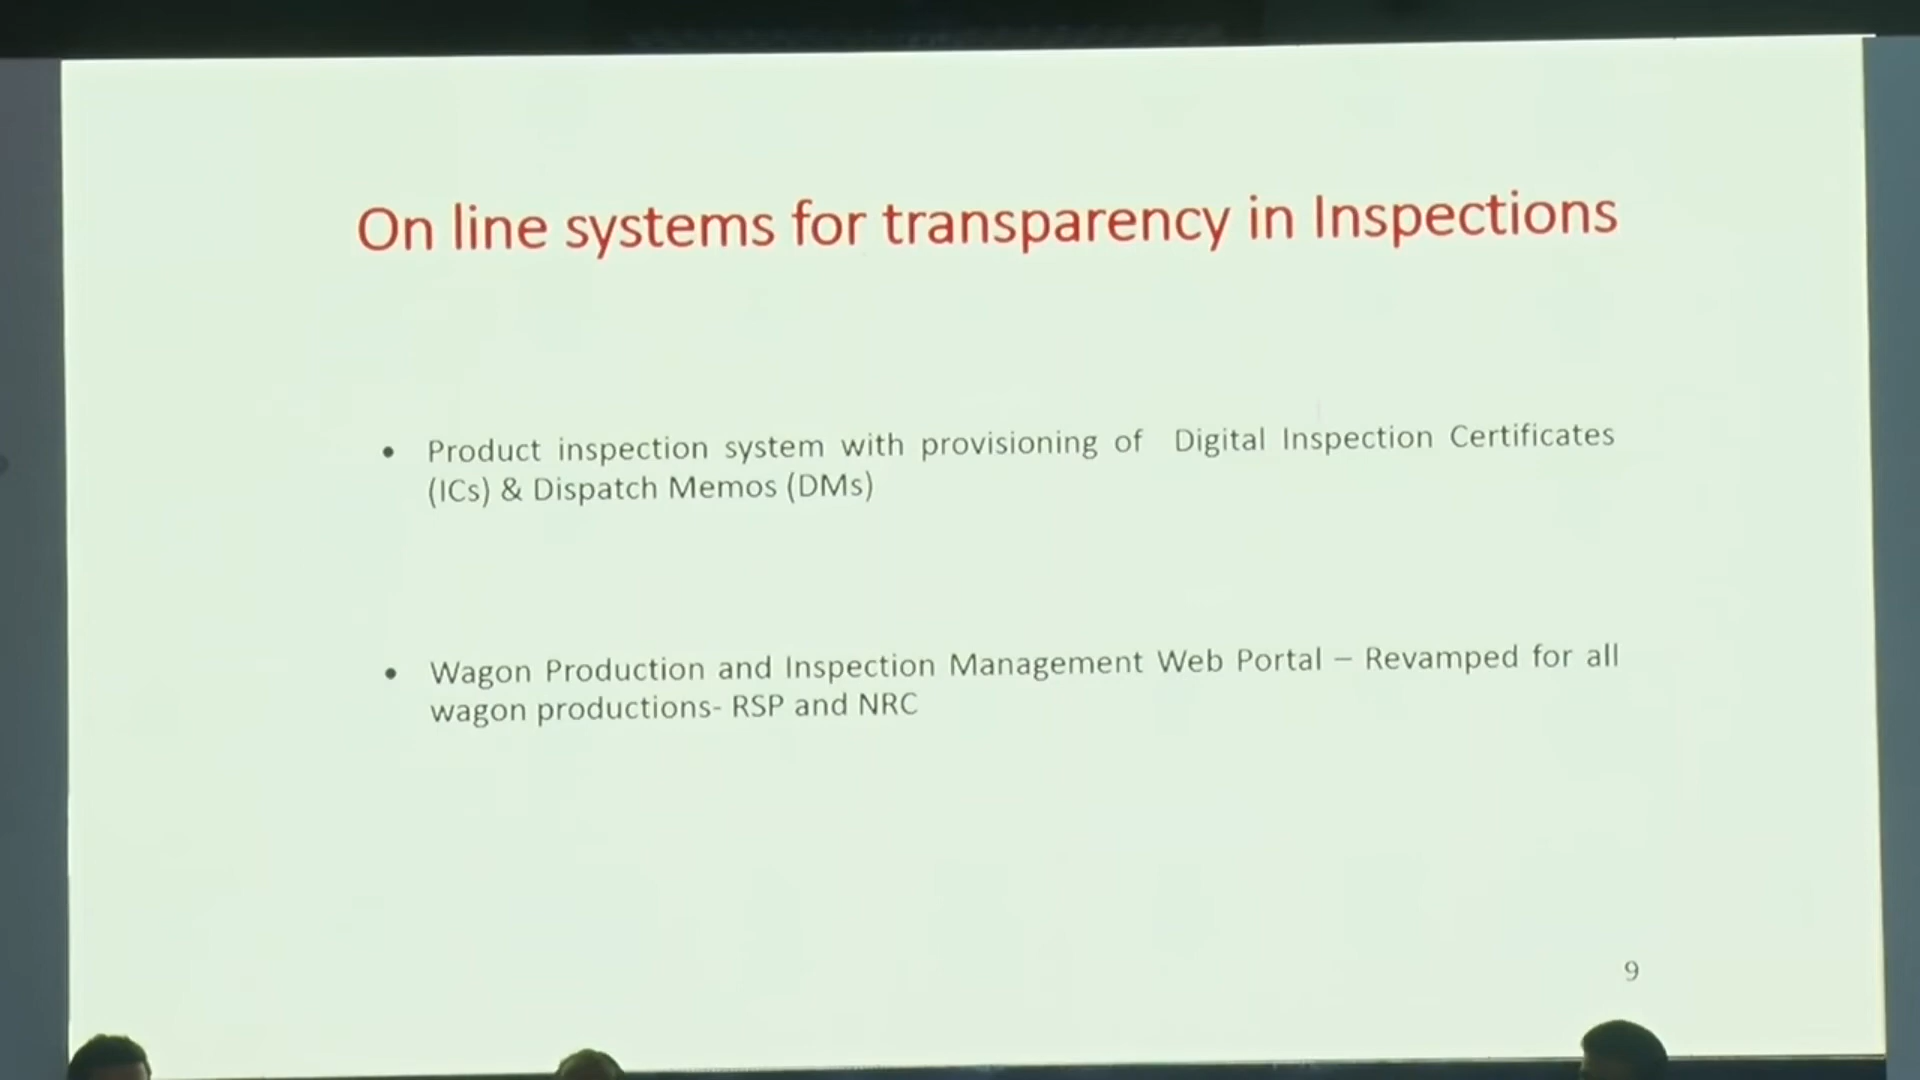 On line systems for transparency in Inspections
• Product inspection system with provisioning of Digital Inspection Certificates
(ICs) & Dispatch Memos (DMs)
• Wagon Production and Inspection Management Web Portal – Revamped for all
wagon productions- RSP and NRC
9